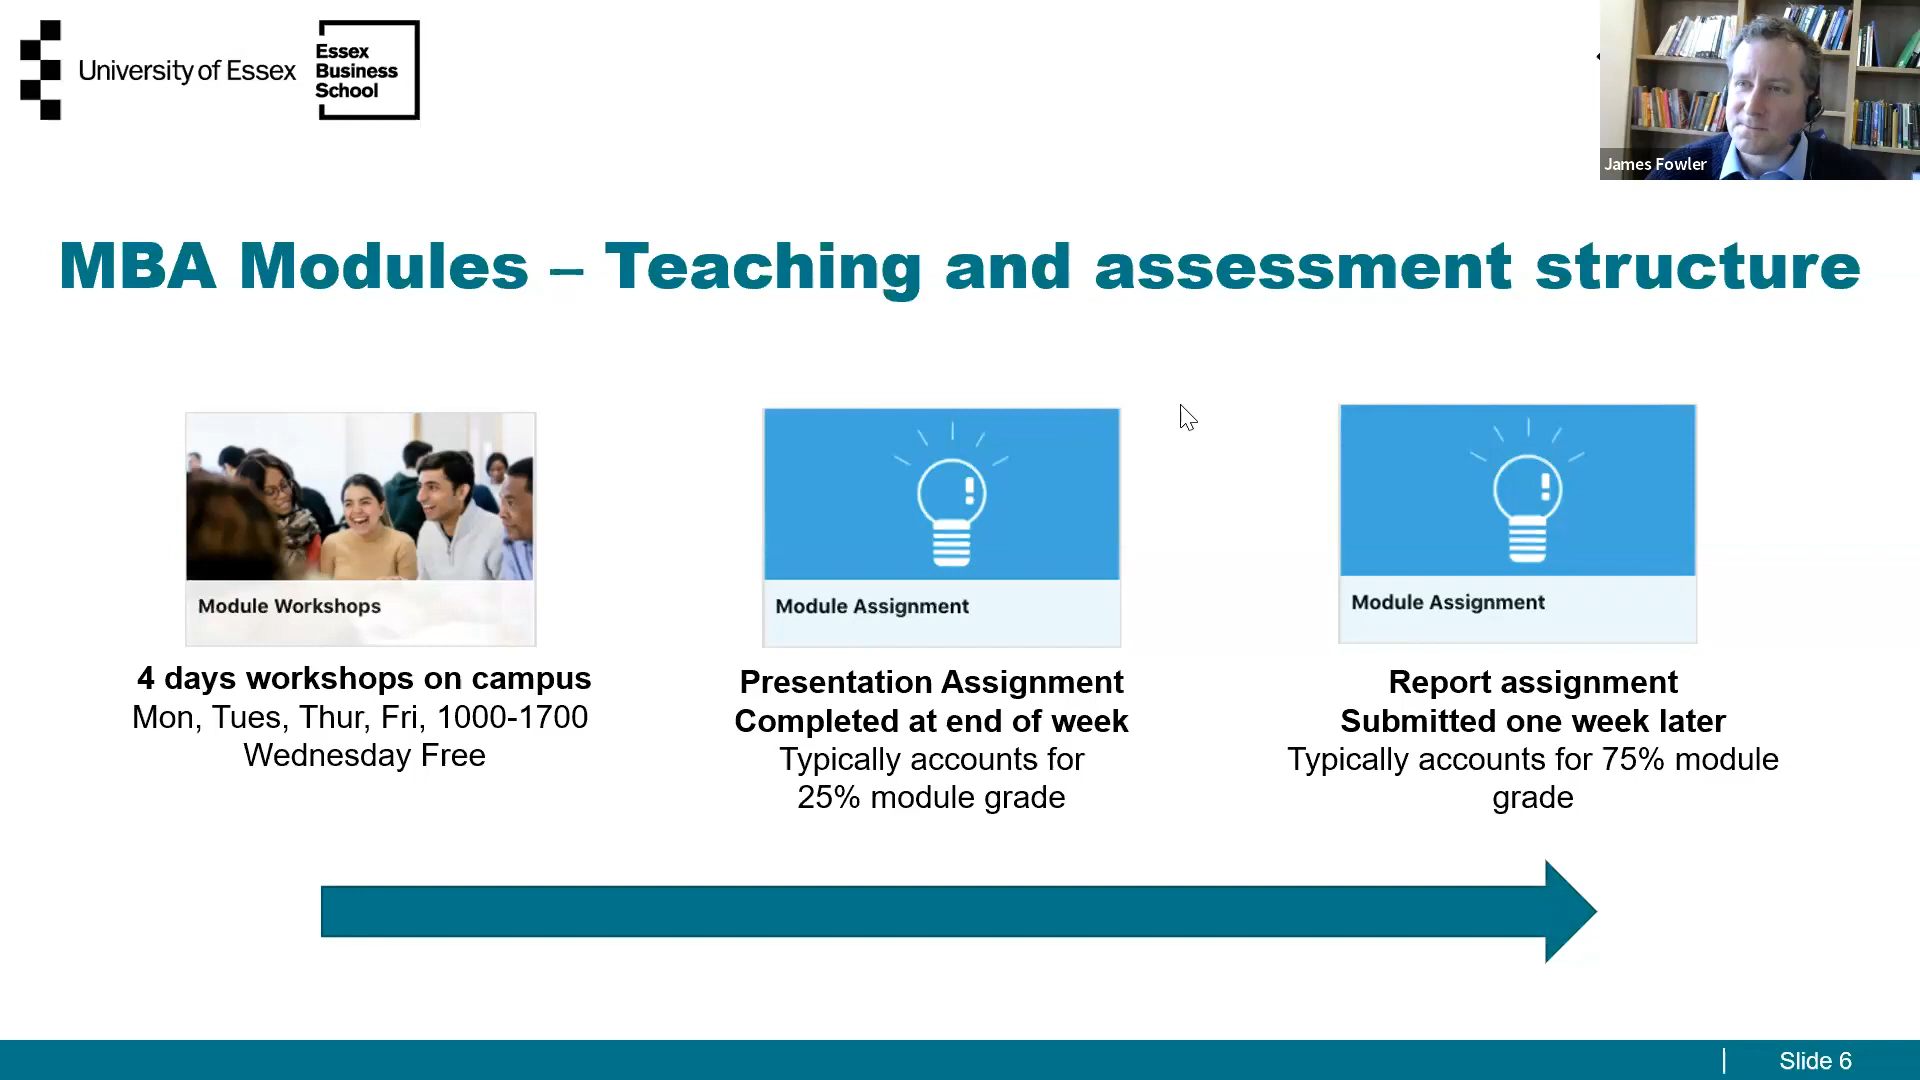 University of Essex
Essex
Business
School
James Fowler
MBA Modules – Teaching and assessment structure
Module Workshops
4 days workshops on campus
Mon, Tues, Thur, Fri, 1000-1700
Wednesday Free
Module Assignment
Presentation Assignment
Completed at end of week
Typically accounts for
25% module grade
Module Assignment
Report assignment
Submitted one week later
Typically accounts for 75% module
grade
Slide 6